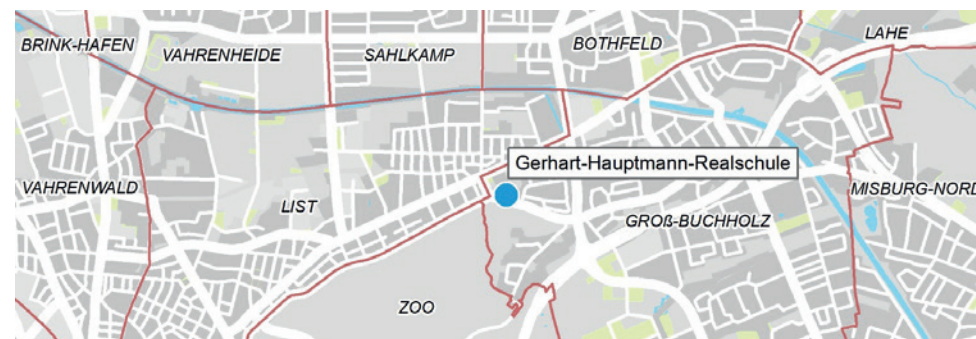 BRINK-HAFEN
VAHRENHEIDE
SAHLKAMP
BOTHFELD
LAHE
Gerhart-Hauptmann-Realschule
VAHRENWALD
LIST
GROß-BUCHHOLZ
MISBURG-NORD
ZOO